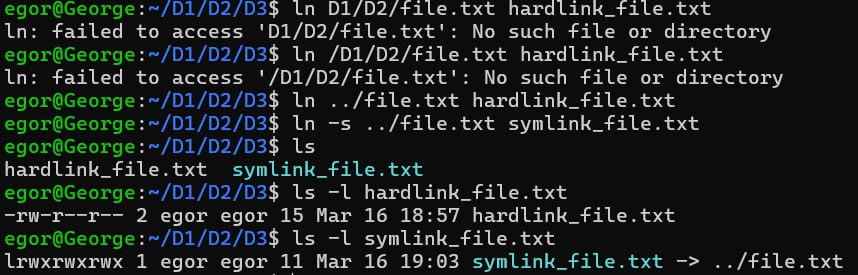 egor@George:~/D1/D2/D3$ ln D1/D2/file.txt hardlink_file.txt
ln: failed to access 'D1/D2/file.txt': No such file or directory
egor@George:~/D1/D2/D3$ ln /D1/D2/file.txt hardlink_file.txt
ln: failed to access '/D1/D2/file.txt': No such file or directory
egor@George:~/D1/D2/D3$ ln ../file.txt hardlink_file.txt
egor@George:~/D1/D2/D3$ ln -s ../file.txt symlink_file.txt
egor@George:~/D1/D2/D3$ ls
hardlink_file.txt  symlink_file.txt
egor@George:~/D1/D2/D3$ ls -l hardlink_file.txt
-rw-r--r-- 2 egor egor 15 Mar 16 18:57 hardlink_file.txt
egor@George:~/D1/D2/D3$ ls -l symlink_file.txt
lrwxrwxrwx 1 egor egor 11 Mar 16 19:03 symlink_file.txt -> ../file.txt